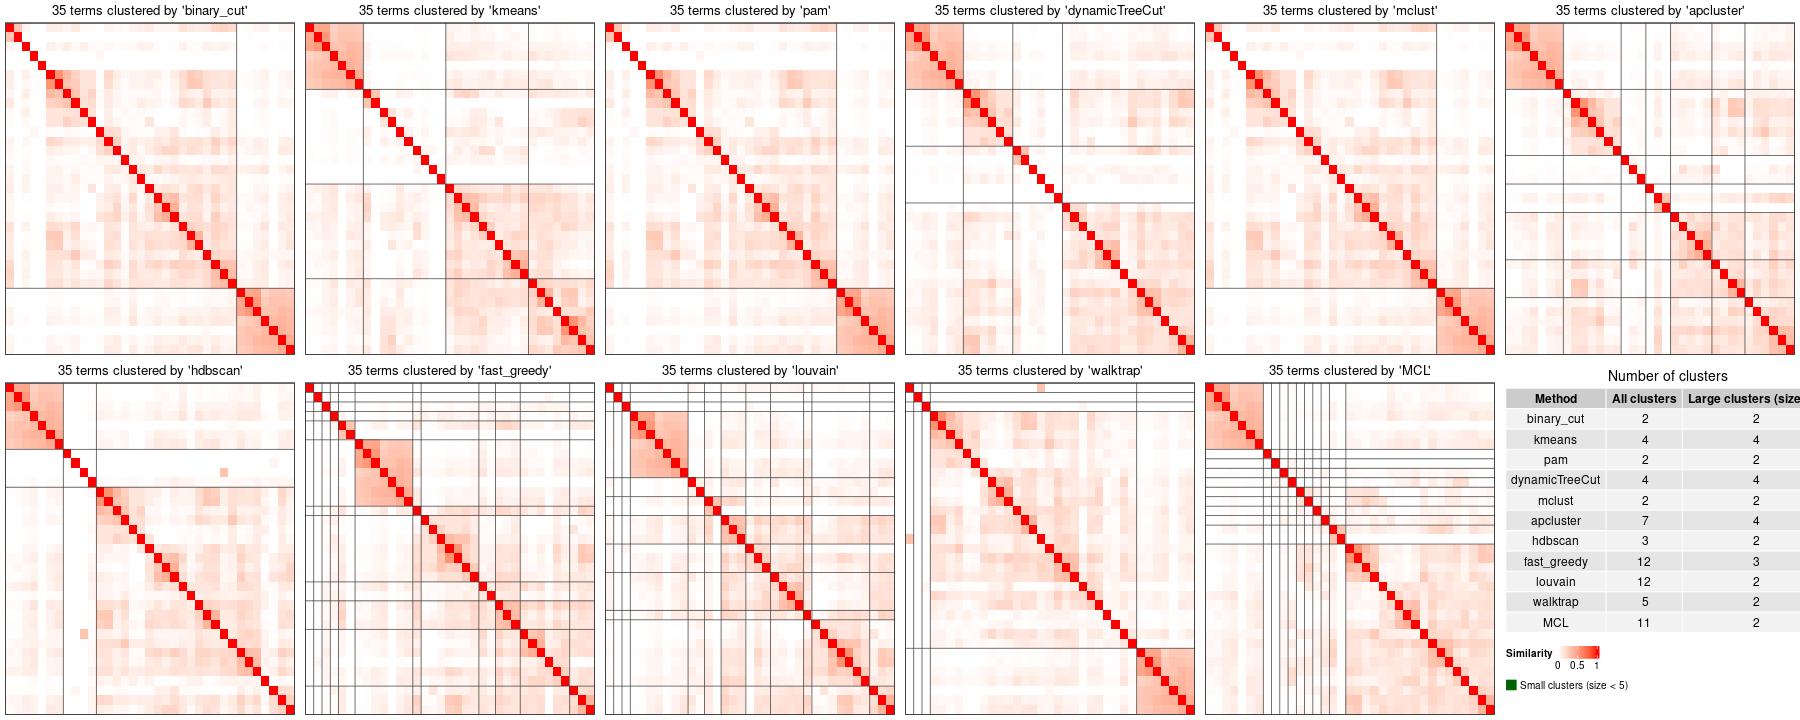 35 terms clustered by 'binary_cut'
35 terms clustered by 'kmeans'
35 terms clustered by 'pam'
35 terms clustered by 'dynamicTreeCut'
35 terms clustered by 'mclust'
35 terms clustered by 'apcluster'
35 terms clustered by 'hdbscan'
35 terms clustered by 'fast_greedy'
35 terms clustered by 'louvain'
35 terms clustered by 'walktrap'
35 terms clustered by 'MCL'
Number of clusters
Method All clusters Large clusters (size
binary_cut 2 2
kmeans 4 4
pam 2 2
dynamicTreeCut 4 4
mclust 2 2
apcluster 7 4
hdbscan 3 2
fast_greedy 12 3
louvain 12 2
walktrap 5 2
MCL 11 2
Similarity
0 0.5 1
Small clusters (size < 5)